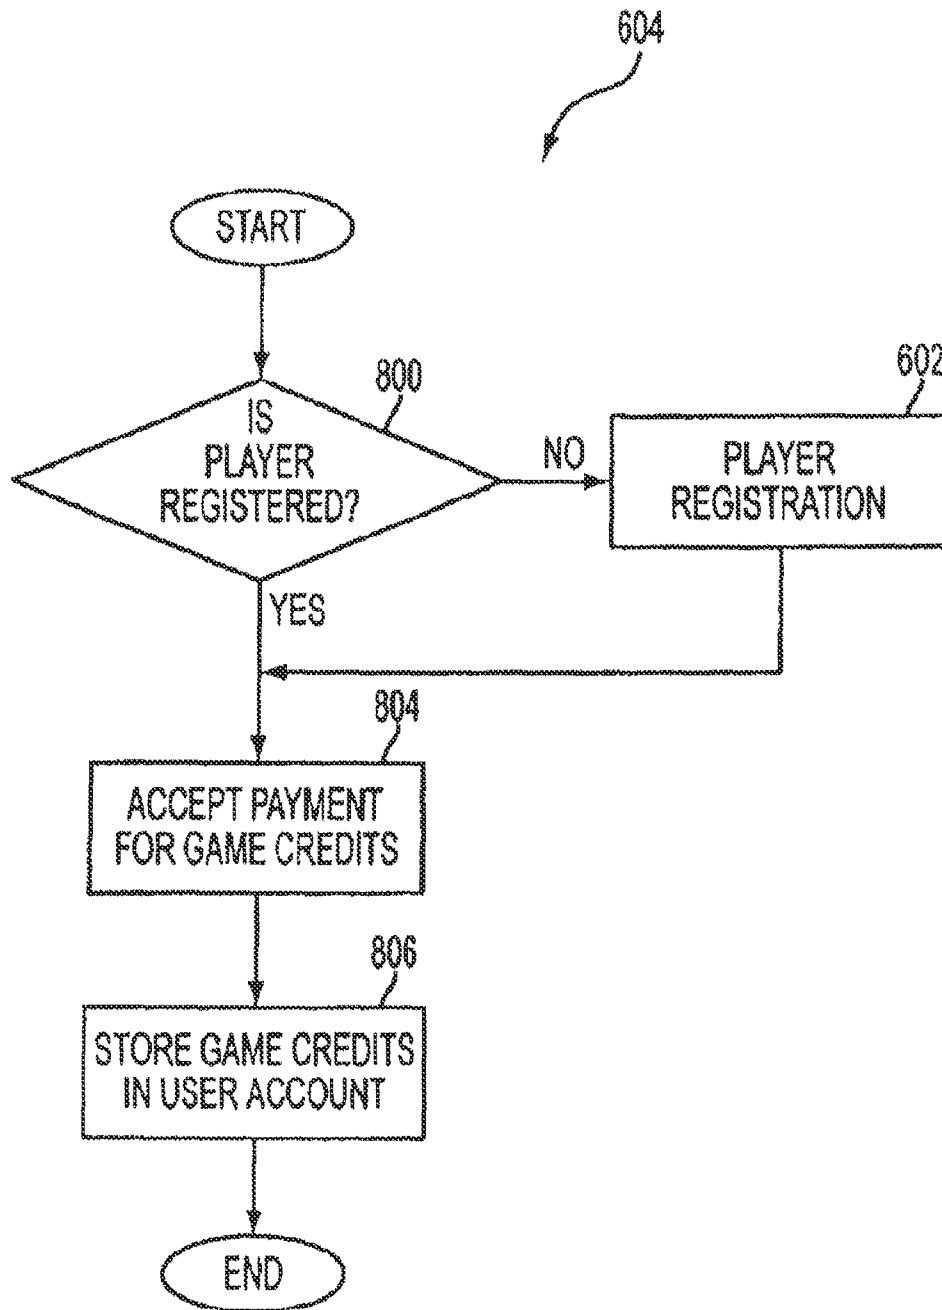 604
START
800
IS
PLAYER
REGISTERED?
NO
602
PLAYER
REGISTRATION
YES
804
ACCEPT PAYMENT
FOR GAME CREDITS
806
STORE GAME CREDITS
IN USER ACCOUNT
END